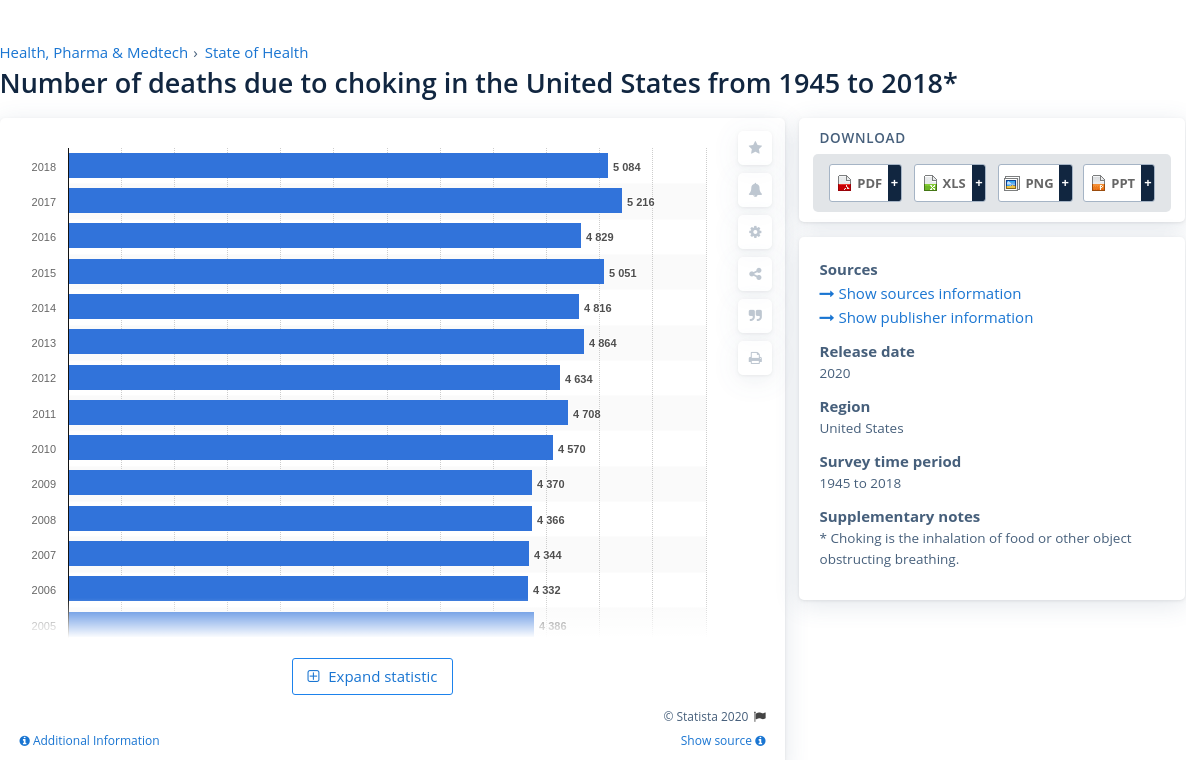 Health, Pharma & Medtech › State of Health
Number of deaths due to choking in the United States from 1945 to 2018*
2018 5 084
2017 5 216
2016 4 829
2015 5 051
2014 4 816
2013 4 864
2012 4 634
2011 4 708
2010 4 570
2009 4 370
2008 4 366
2007 4 344
2006 4 332
2005 4 386
Expand statistic
© Statista 2020
Additional Information
Show source
DOWNLOAD
PDF + XLS + PNG + PPT +
Sources
Show sources information
Show publisher information
Release date
2020
Region
United States
Survey time period
1945 to 2018
Supplementary notes
* Choking is the inhalation of food or other object
obstructing breathing.